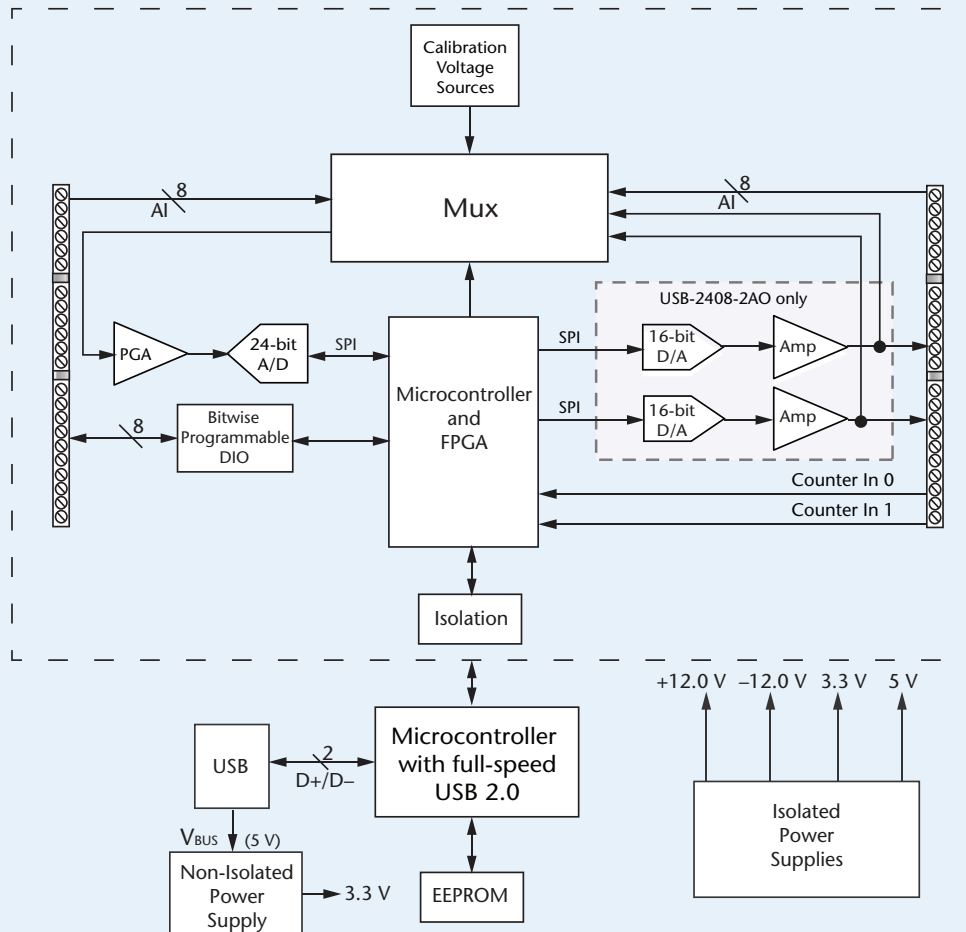 Calibration
Voltage
Sources
8
AI
Mux
8
AI
USB-2408-2AO only
PGA
24-bit
A/D
SPI
Microcontroller
and
FPGA
SPI
16-bit
D/A
Amp
SPI
16-bit
D/A
Amp
8
Bitwise
Programmable
DIO
Counter In 0
Counter In 1
Isolation
+12.0 V –12.0 V 3.3 V 5 V
USB
2
D+/D–
Microcontroller
with full-speed
USB 2.0
Isolated
Power
Supplies
VBUS (5 V)
Non-Isolated
Power
Supply
3.3 V
EEPROM